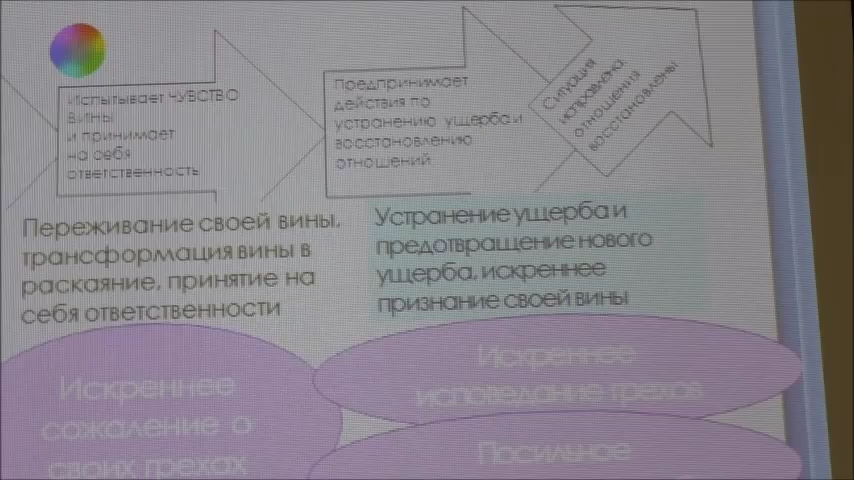 Испытывает ЧУВСТВО
ВИНЫ
и принимает
на себя
ответственность
Предпринимает
действия по
устранению ущерба и
восстановлению
отношений
Ситуация
исправлена,
отношения
восстановлены
Переживание своей вины,
трансформация вины в
раскаяние, принятие на
себя ответственности
Устранение ущерба и
предотвращение нового
ущерба, искреннее
признание своей вины
Искреннее
сожаление о
своих грехах
Искреннее
исповедание грехов
Посильное